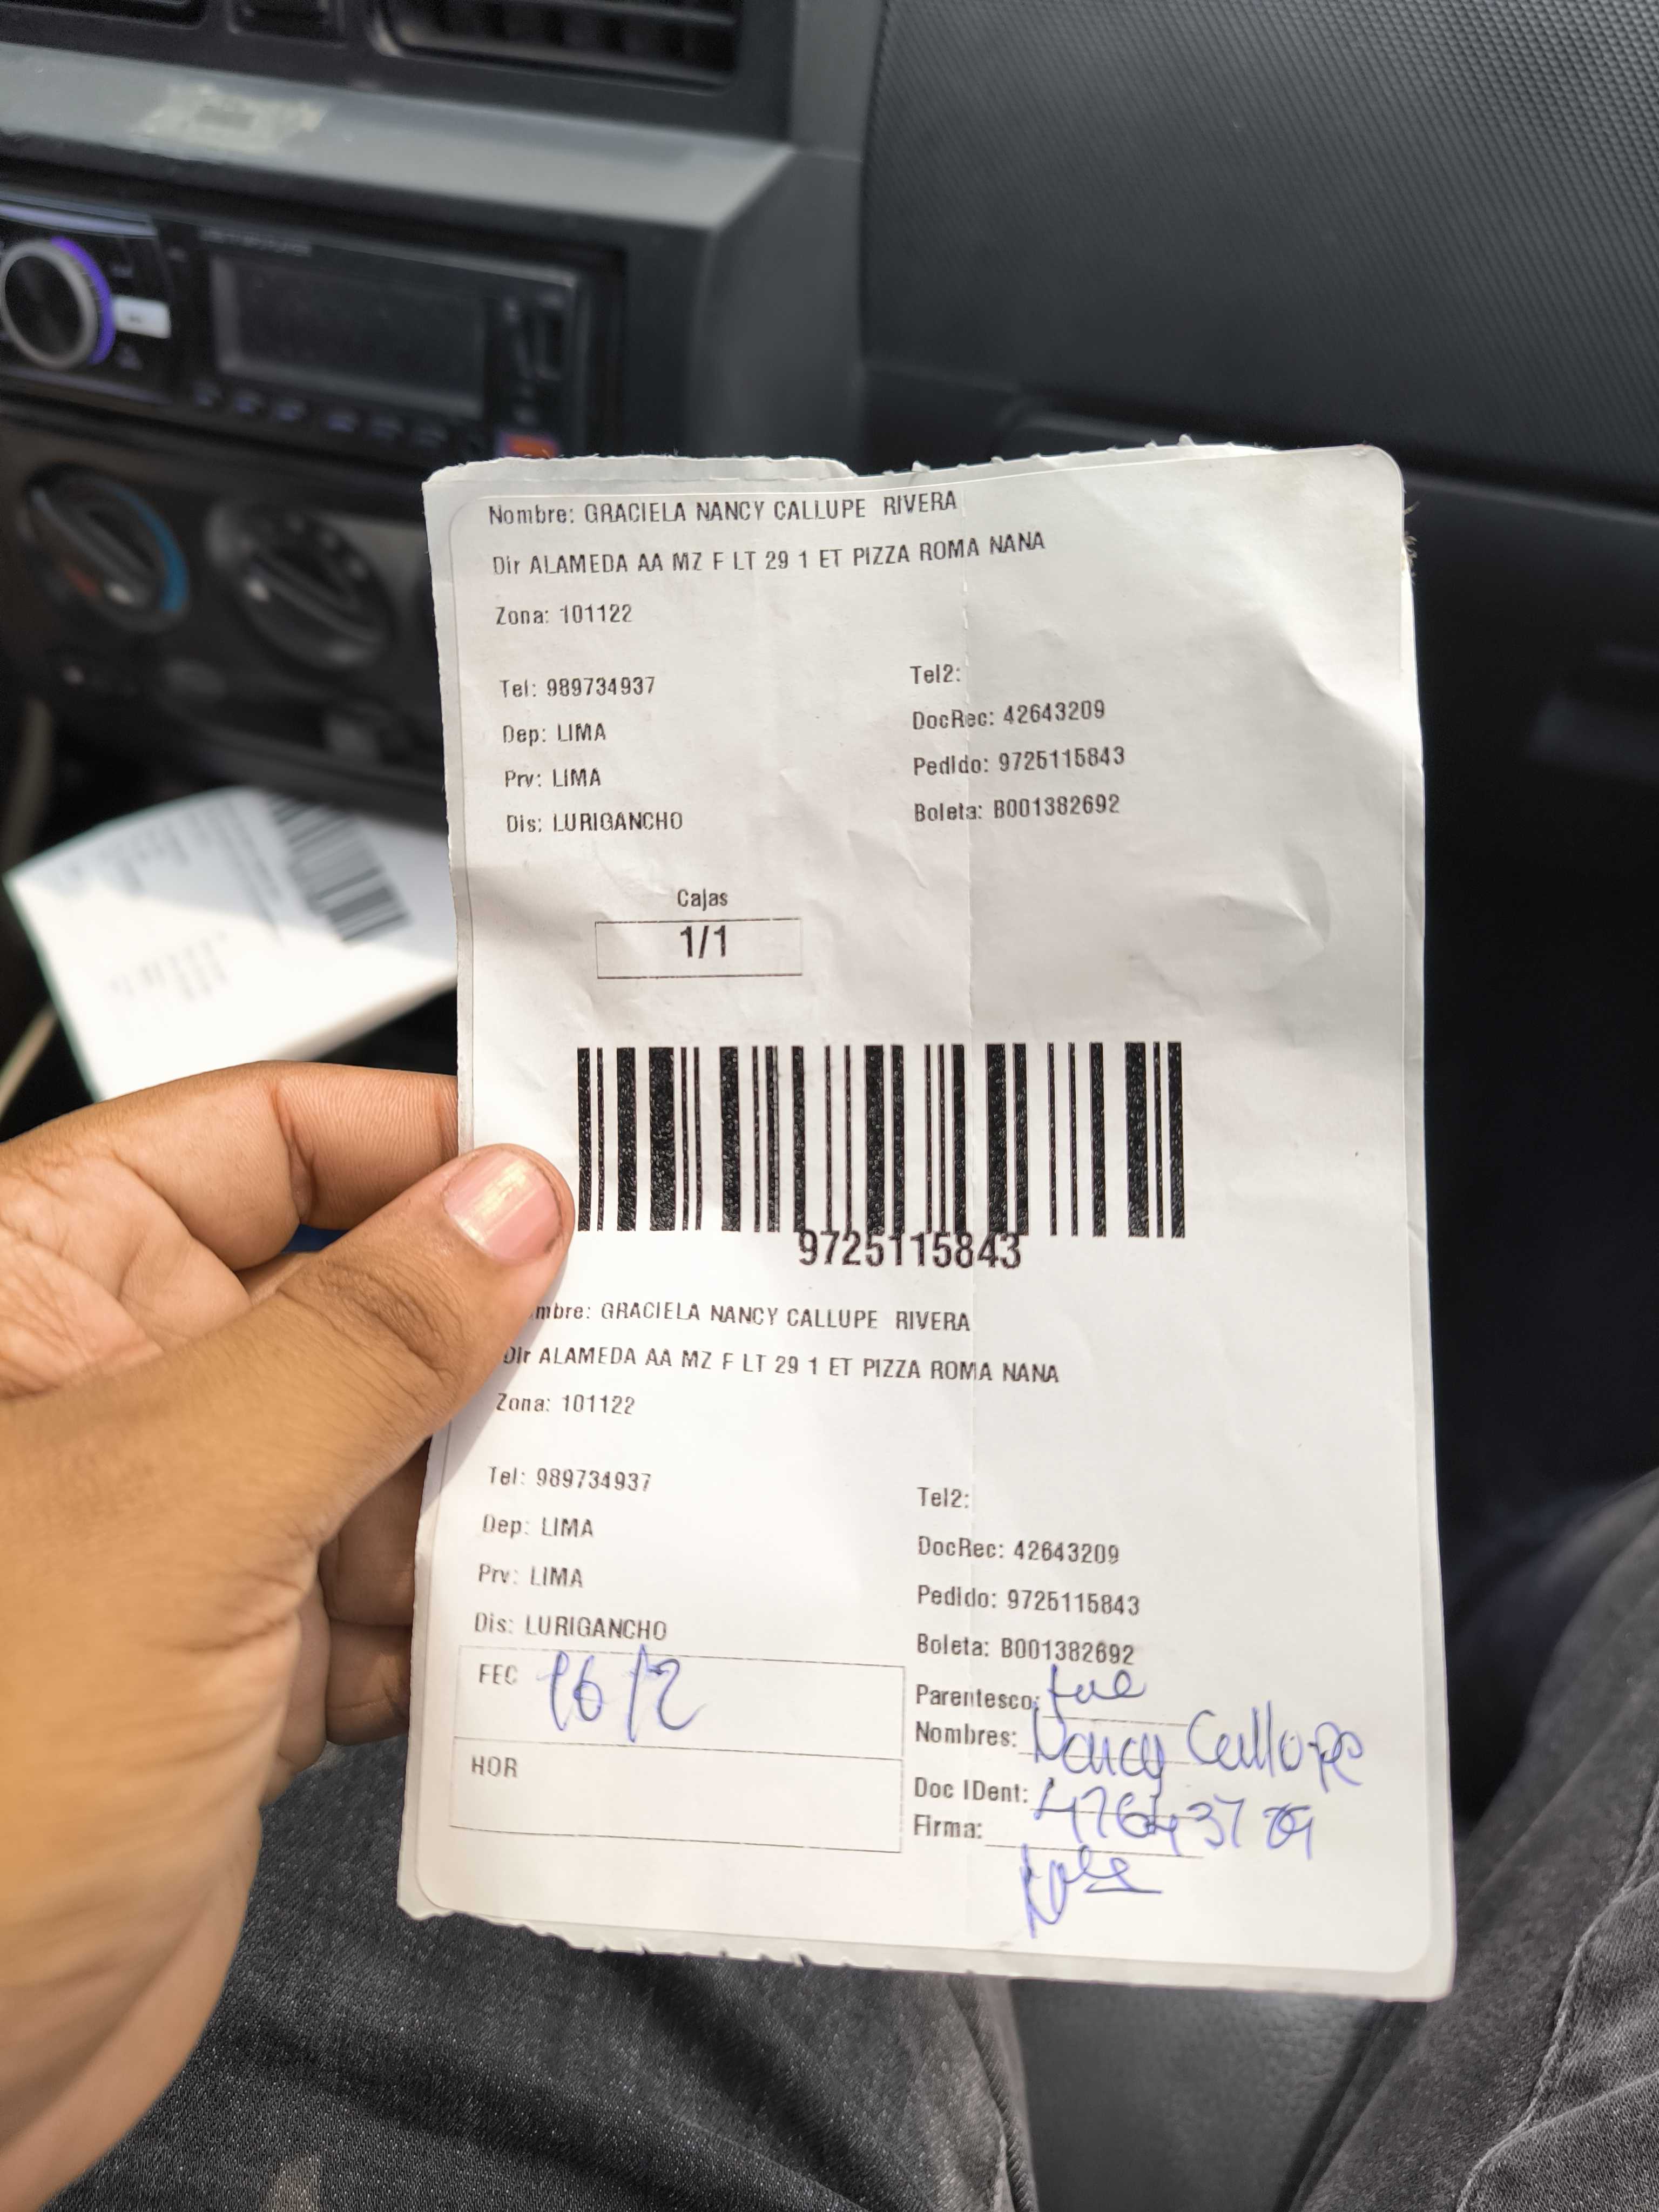 Nombre: GRACIELA NANCY CALLUPE RIVERA
Dir ALAMEDA AA MZ F LT 29 1 ET PIZZA ROMA NANA
Zona: 101122
Tel: 989734937
Tel2:
Dep: LIMA
DocRec: 42643209
Prv: LIMA
Pedido: 9725115843
Dis: LURIGANCHO
Boleta: B001382692
Cajas
1/1
9725115843
mbre: GRACIELA NANCY CALLUPE RIVERA
Dir ALAMEDA AA MZ F LT 29 1 ET PIZZA ROMA NANA
Zona: 101122
Tel: 989734937
Tel2:
Dep: LIMA
DocRec: 42643209
Prv: LIMA
Pedido: 9725115843
Dis: LURIGANCHO
Boleta: B001382692
FEC 16/2
HOR
Parentesco:
Nombres: Nancy Callupe
Doc IDent:
Firma: